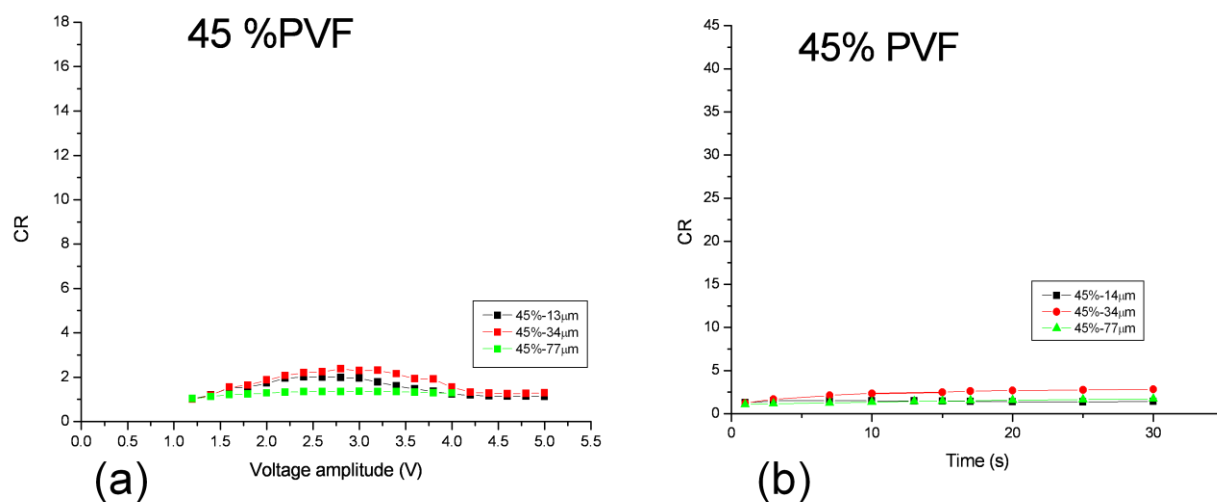 45 %PVF
18
16
14
12
10
8
6
4
2
0
CR
45%-13μm
45%-34μm
45%-77μm
0.0 0.5 1.0 1.5 2.0 2.5 3.0 3.5 4.0 4.5 5.0 5.5
Voltage amplitude (V)
(a)
45% PVF
45
40
35
30
25
20
15
10
5
0
CR
45%-14μm
45%-34μm
45%-77μm
0 10 20 30
Time (s)
(b)